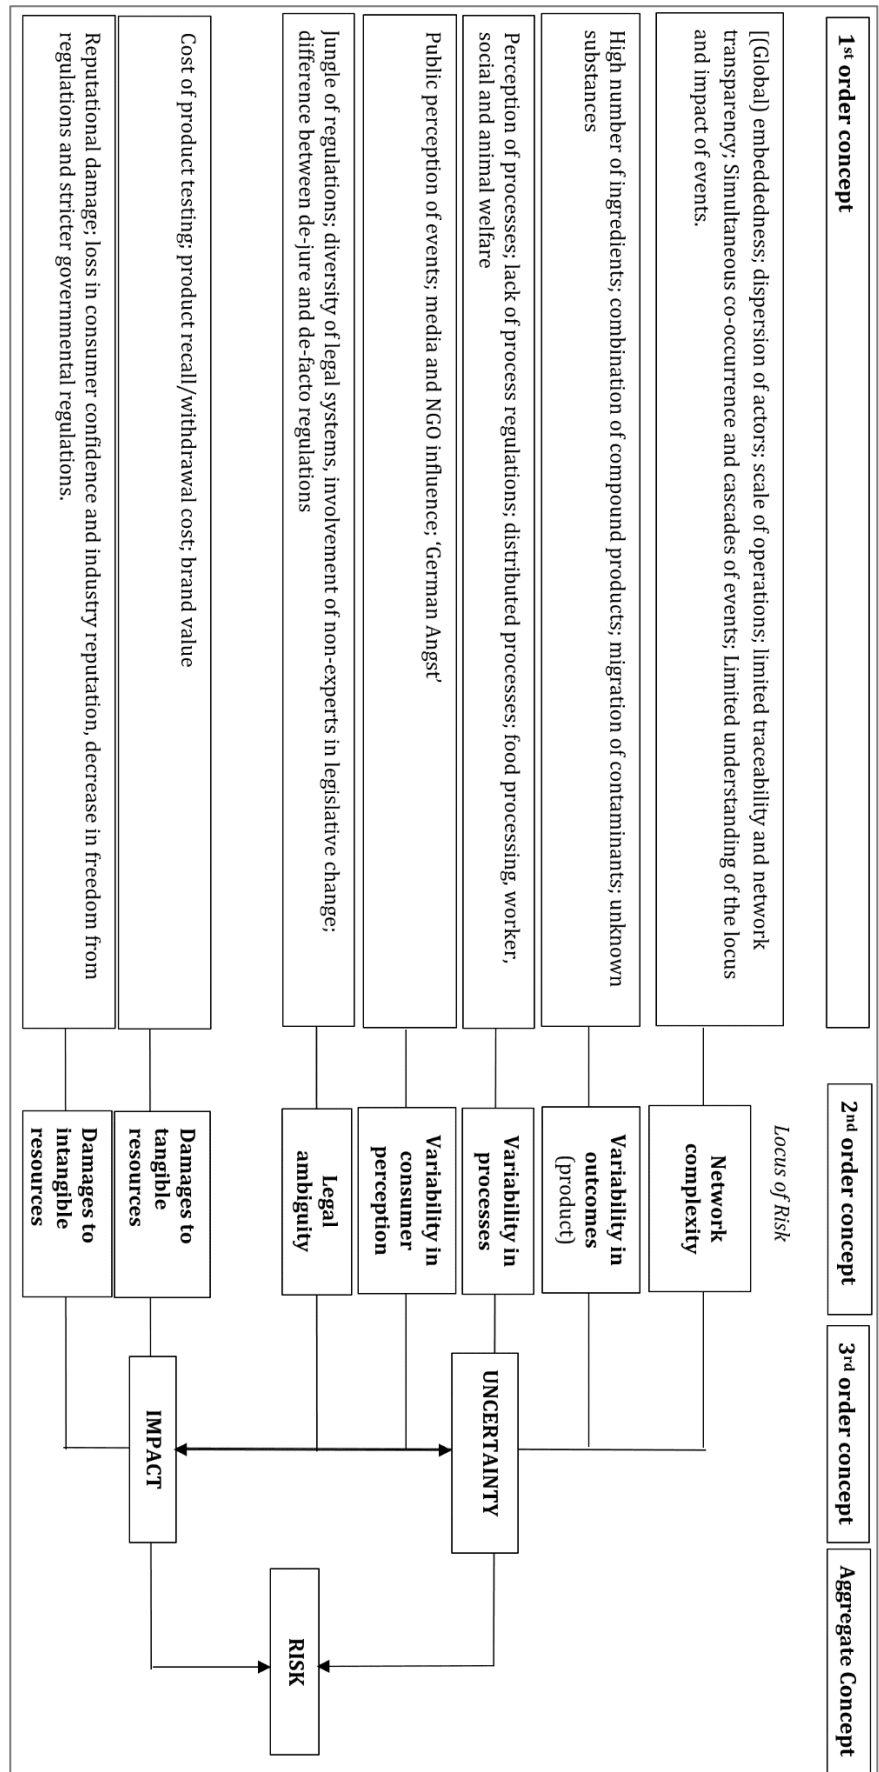 1st order concept
2nd order concept
3rd order concept
Aggregate Concept
Locus of Risk
[(Global) embeddedness; dispersion of actors; scale of operations; limited traceability and network
transparency; Simultaneous co-occurrence and cascades of events; Limited understanding of the locus
and impact of events.
Network
complexity
High number of ingredients; combination of compound products; migration of contaminants; unknown
substances
Variability in
outcomes
(product)
Perception of processes; lack of process regulations; distributed processes; food processing, worker,
social and animal welfare
Variability in
processes
UNCERTAINTY
Public perception of events; media and NGO influence; ‘German Angst’
Variability in
consumer
perception
Jungle of regulations; diversity of legal systems, involvement of non-experts in legislative change;
difference between de-jure and de-facto regulations
Legal
ambiguity
RISK
Cost of product testing; product recall/withdrawal cost; brand value
Damages to
tangible
resources
IMPACT
Reputational damage; loss in consumer confidence and industry reputation, decrease in freedom from
regulations and stricter governmental regulations.
Damages to
intangible
resources